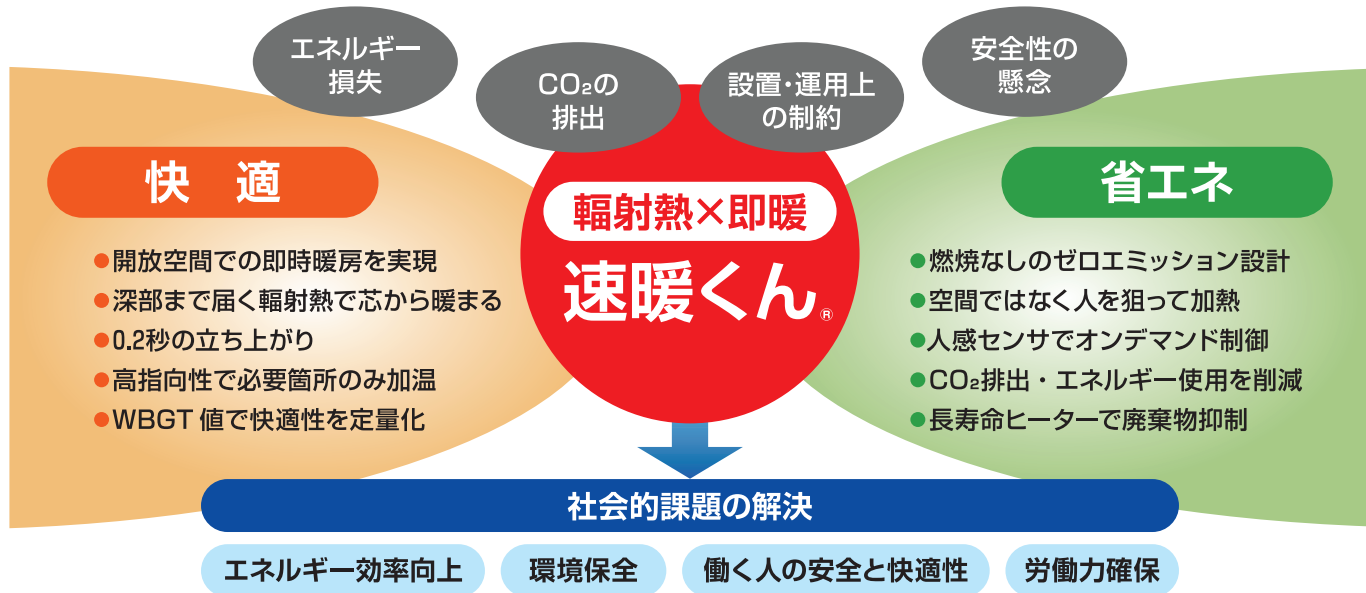 エネルギー
損失
CO₂の
排出
設置・運用上
の制約
安全性の
懸念
快 適
●開放空間での即時暖房を実現
●深部まで届く輻射熱で芯から暖まる
●0.2秒の立ち上がり
●高指向性で必要箇所のみ加温
●WBGT 値で快適性を定量化
輻射熱×即暖
速暖くん®
省エネ
●燃焼なしのゼロエミッション設計
●空間ではなく人を狙って加熱
●人感センサでオンデマンド制御
●CO₂排出・エネルギー使用を削減
●長寿命ヒーターで廃棄物抑制
社会的課題の解決
エネルギー効率向上
環境保全
働く人の安全と快適性
労働力確保